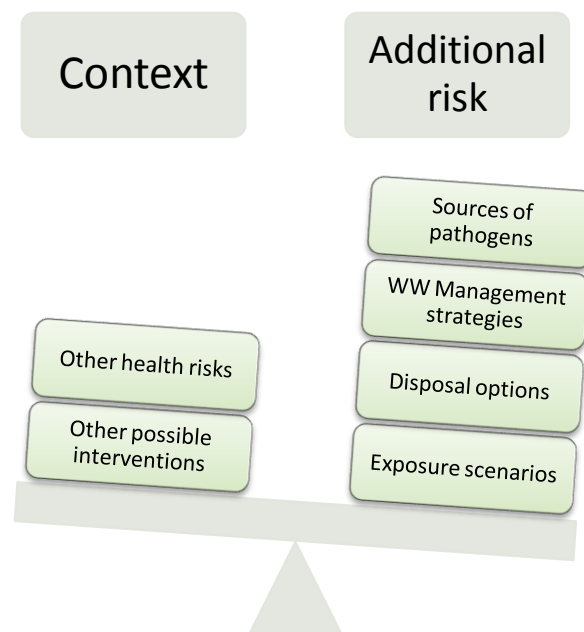 Context
Additional
risk
Sources of
pathogens
WW Management
strategies
Other health risks
Disposal options
Other possible
interventions
Exposure scenarios